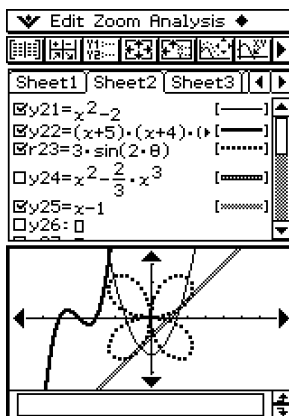 Edit Zoom Analysis
Sheet1 Sheet2 Sheet3
y21=x²-2
y22=(x+5)·(x+4)·(
r23=3·sin(2·θ)
y24=x²-2/3·x³
y25=x-1
y26: